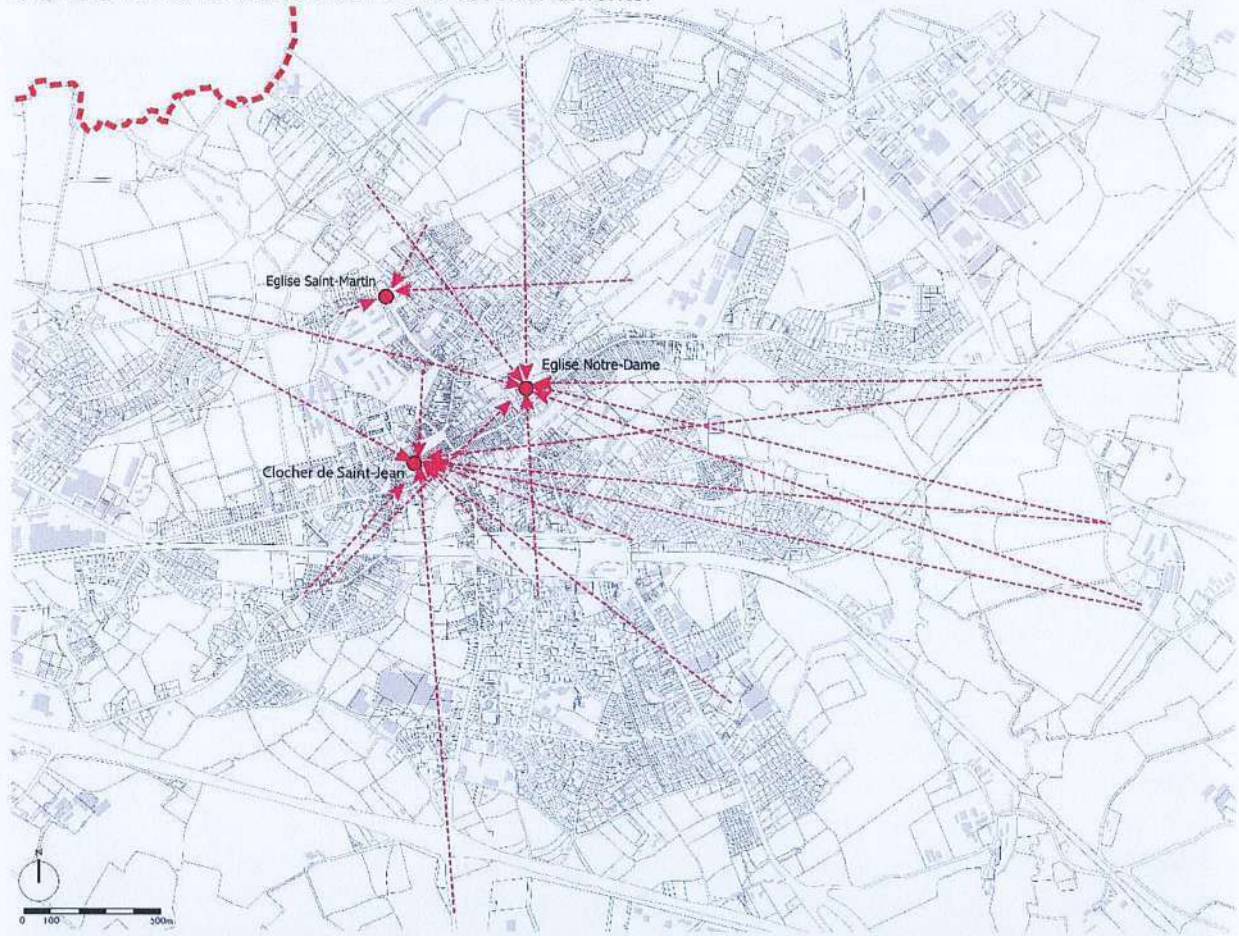 Eglise Saint-Martin
Eglise Notre-Dame
Clocher de Saint-Jean
N
0 100 500m